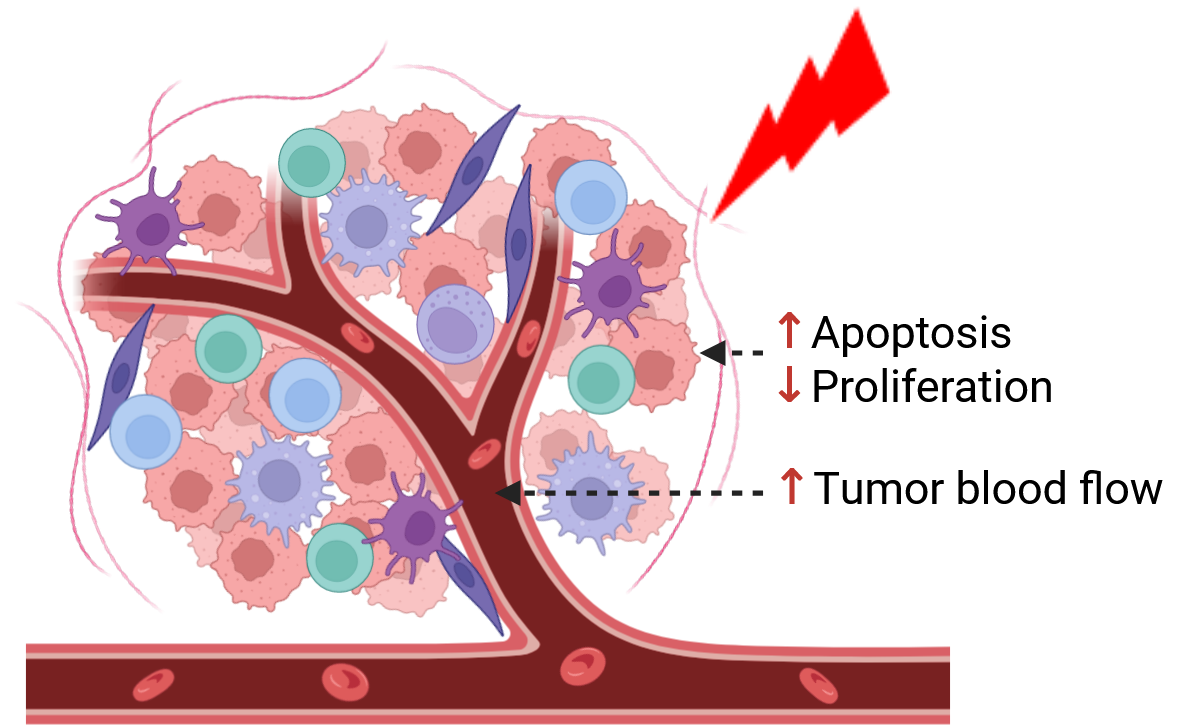 ↑ Apoptosis
↓ Proliferation
↑ Tumor blood flow